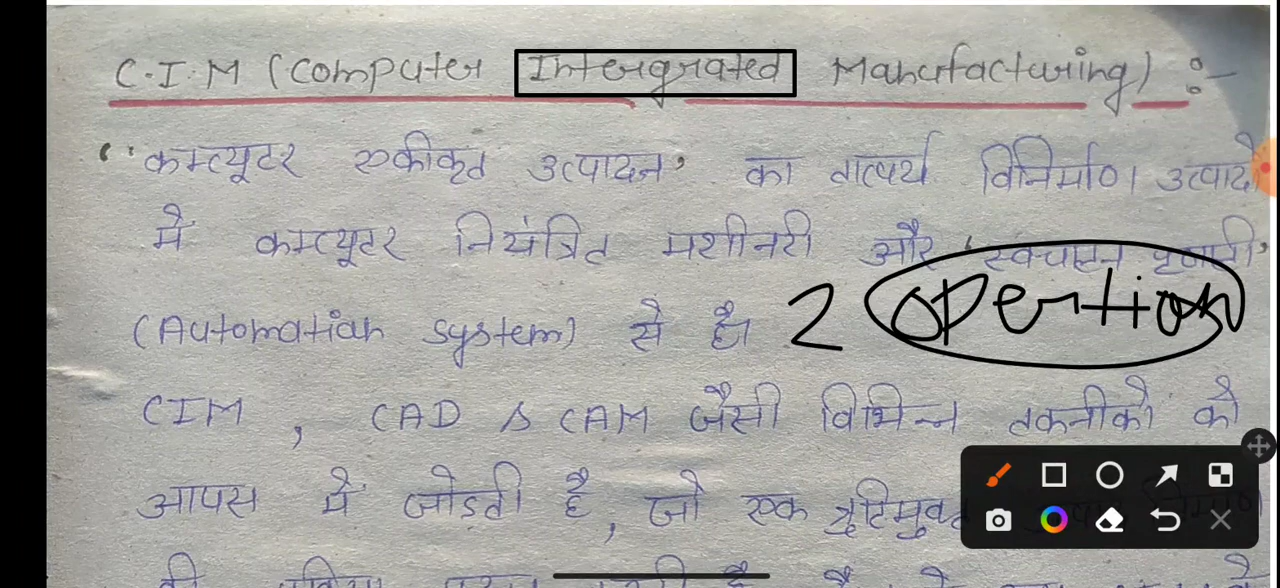 C.I.M (Computer Intergrated Manufacturing) :-
"कम्प्यूटर एकीकृत उत्पादन' का तात्पर्य विनिर्माण। उत्पादो
में कम्प्यूटर नियंत्रित मशीनरी और 'स्वचालन प्रणाली'
(Automation system) से है। 2 opertion
CIM, CAD & CAM जैसी विभिन्न तकनीको को
आपस में जोड़ती है, जो एक त्रुटिमुक्त